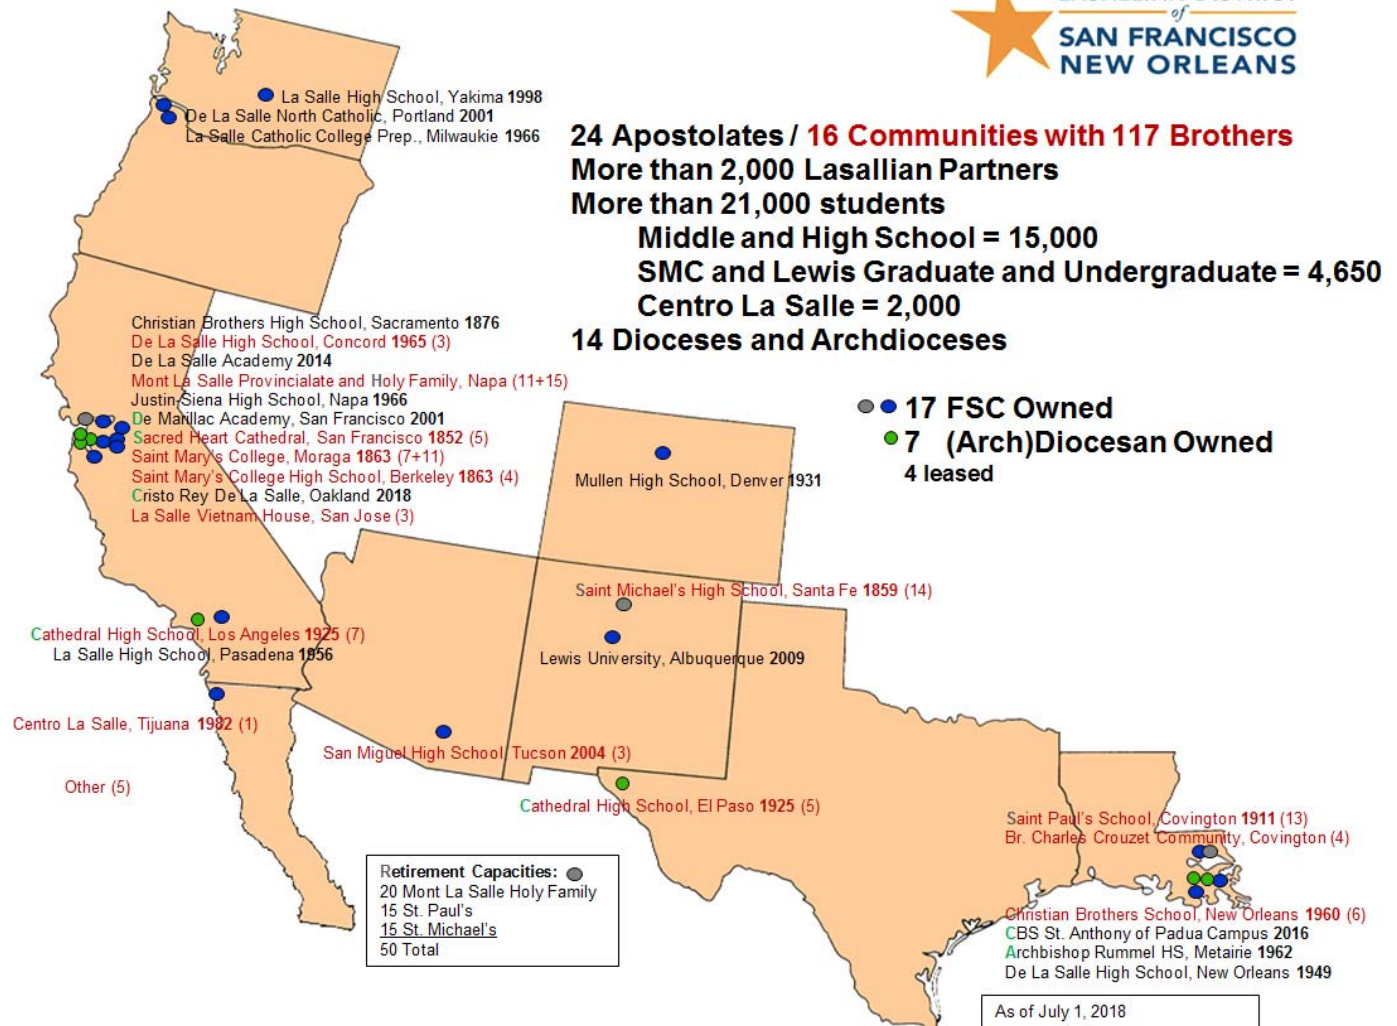 of
SAN FRANCISCO
NEW ORLEANS
La Salle High School, Yakima 1998
De La Salle North Catholic, Portland 2001
La Salle Catholic College Prep., Milwaukie 1966
24 Apostolates / 16 Communities with 117 Brothers
More than 2,000 Lasallian Partners
More than 21,000 students
Middle and High School = 15,000
SMC and Lewis Graduate and Undergraduate = 4,650
Centro La Salle = 2,000
14 Dioceses and Archdioceses
Christian Brothers High School, Sacramento 1876
De La Salle High School, Concord 1965 (3)
De La Salle Academy 2014
Mont La Salle Provincialate and Holy Family, Napa (11+15)
Justin-Siena High School, Napa 1966
De Marillac Academy, San Francisco 2001
Sacred Heart Cathedral, San Francisco 1852 (5)
Saint Mary's College, Moraga 1863 (7+11)
Saint Mary's College High School, Berkeley 1863 (4)
Cristo Rey De La Salle, Oakland 2018
La Salle Vietnam House, San Jose (3)
17 FSC Owned
7 (Arch)Diocesan Owned
4 leased
Mullen High School, Denver 1931
Saint Michael's High School, Santa Fe 1859 (14)
Lewis University, Albuquerque 2009
Cathedral High School, Los Angeles 1925 (7)
La Salle High School, Pasadena 1956
Centro La Salle, Tijuana 1982 (1)
San Miguel High School, Tucson 2004 (3)
Other (5)
Cathedral High School, El Paso 1925 (5)
Saint Paul's School, Covington 1911 (13)
Br. Charles Crouzet Community, Covington (4)
Retirement Capacities:
20 Mont La Salle Holy Family
15 St. Paul's
15 St. Michael's
50 Total
Christian Brothers School, New Orleans 1960 (6)
CBS St. Anthony of Padua Campus 2016
Archbishop Rummel HS, Metairie 1962
De La Salle High School, New Orleans 1949
As of July 1, 2018